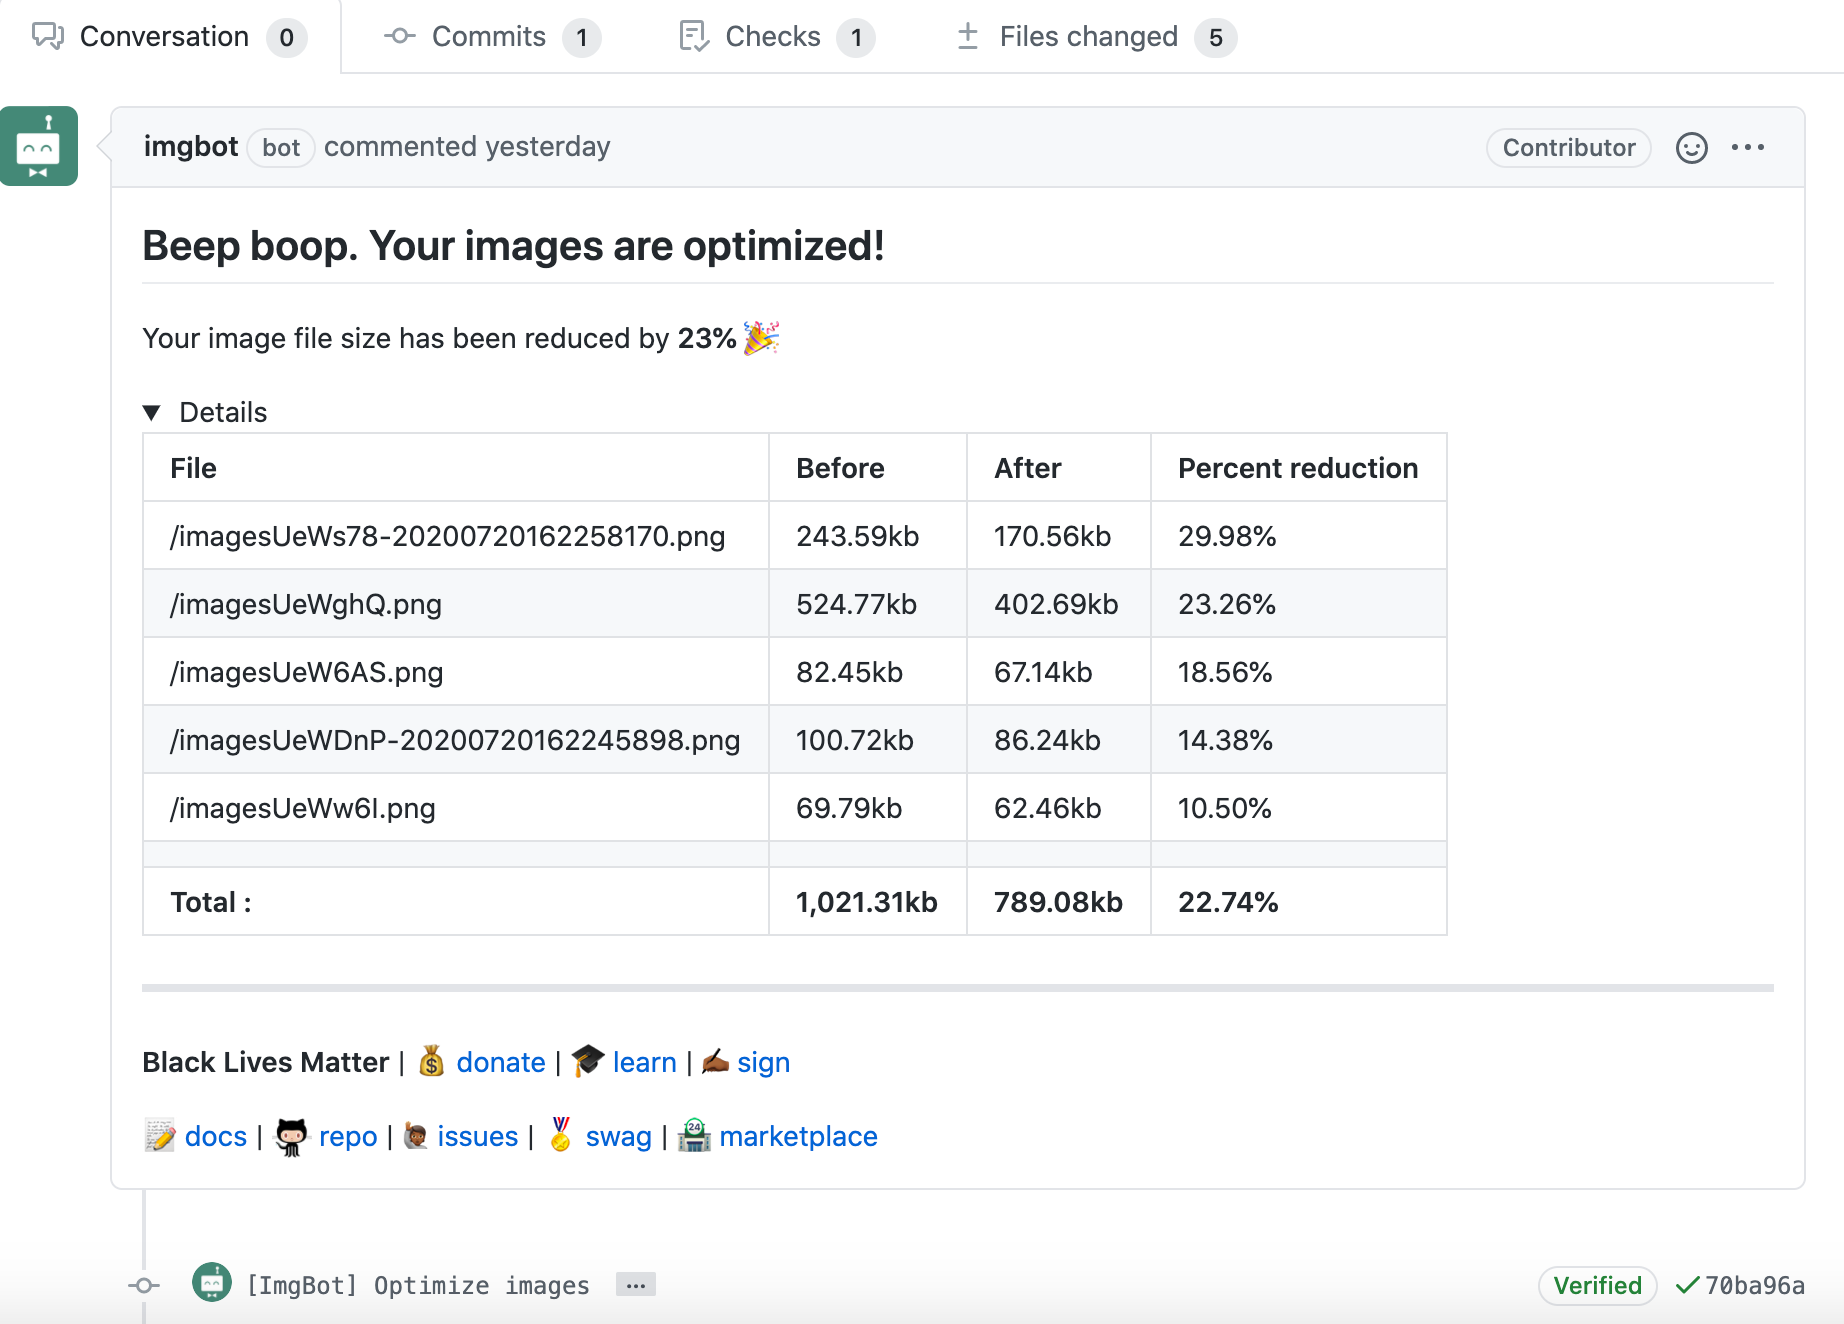 Conversation 0 Commits 1 Checks 1 Files changed 5
imgbot bot commented yesterday Contributor
Beep boop. Your images are optimized!
Your image file size has been reduced by 23% 🎉
▼ Details
File Before After Percent reduction
/imagesUeWs78-20200720162258170.png 243.59kb 170.56kb 29.98%
/imagesUeWghQ.png 524.77kb 402.69kb 23.26%
/imagesUeW6AS.png 82.45kb 67.14kb 18.56%
/imagesUeWDnP-20200720162245898.png 100.72kb 86.24kb 14.38%
/imagesUeWw6I.png 69.79kb 62.46kb 10.50%
Total : 1,021.31kb 789.08kb 22.74%
Black Lives Matter | 💰 donate | 🎓 learn | ✍🏾 sign
📝 docs | repo | 🙋🏾 issues | 🏅 swag | 🏪 marketplace
[ImgBot] Optimize images ... Verified ✓ 70ba96a